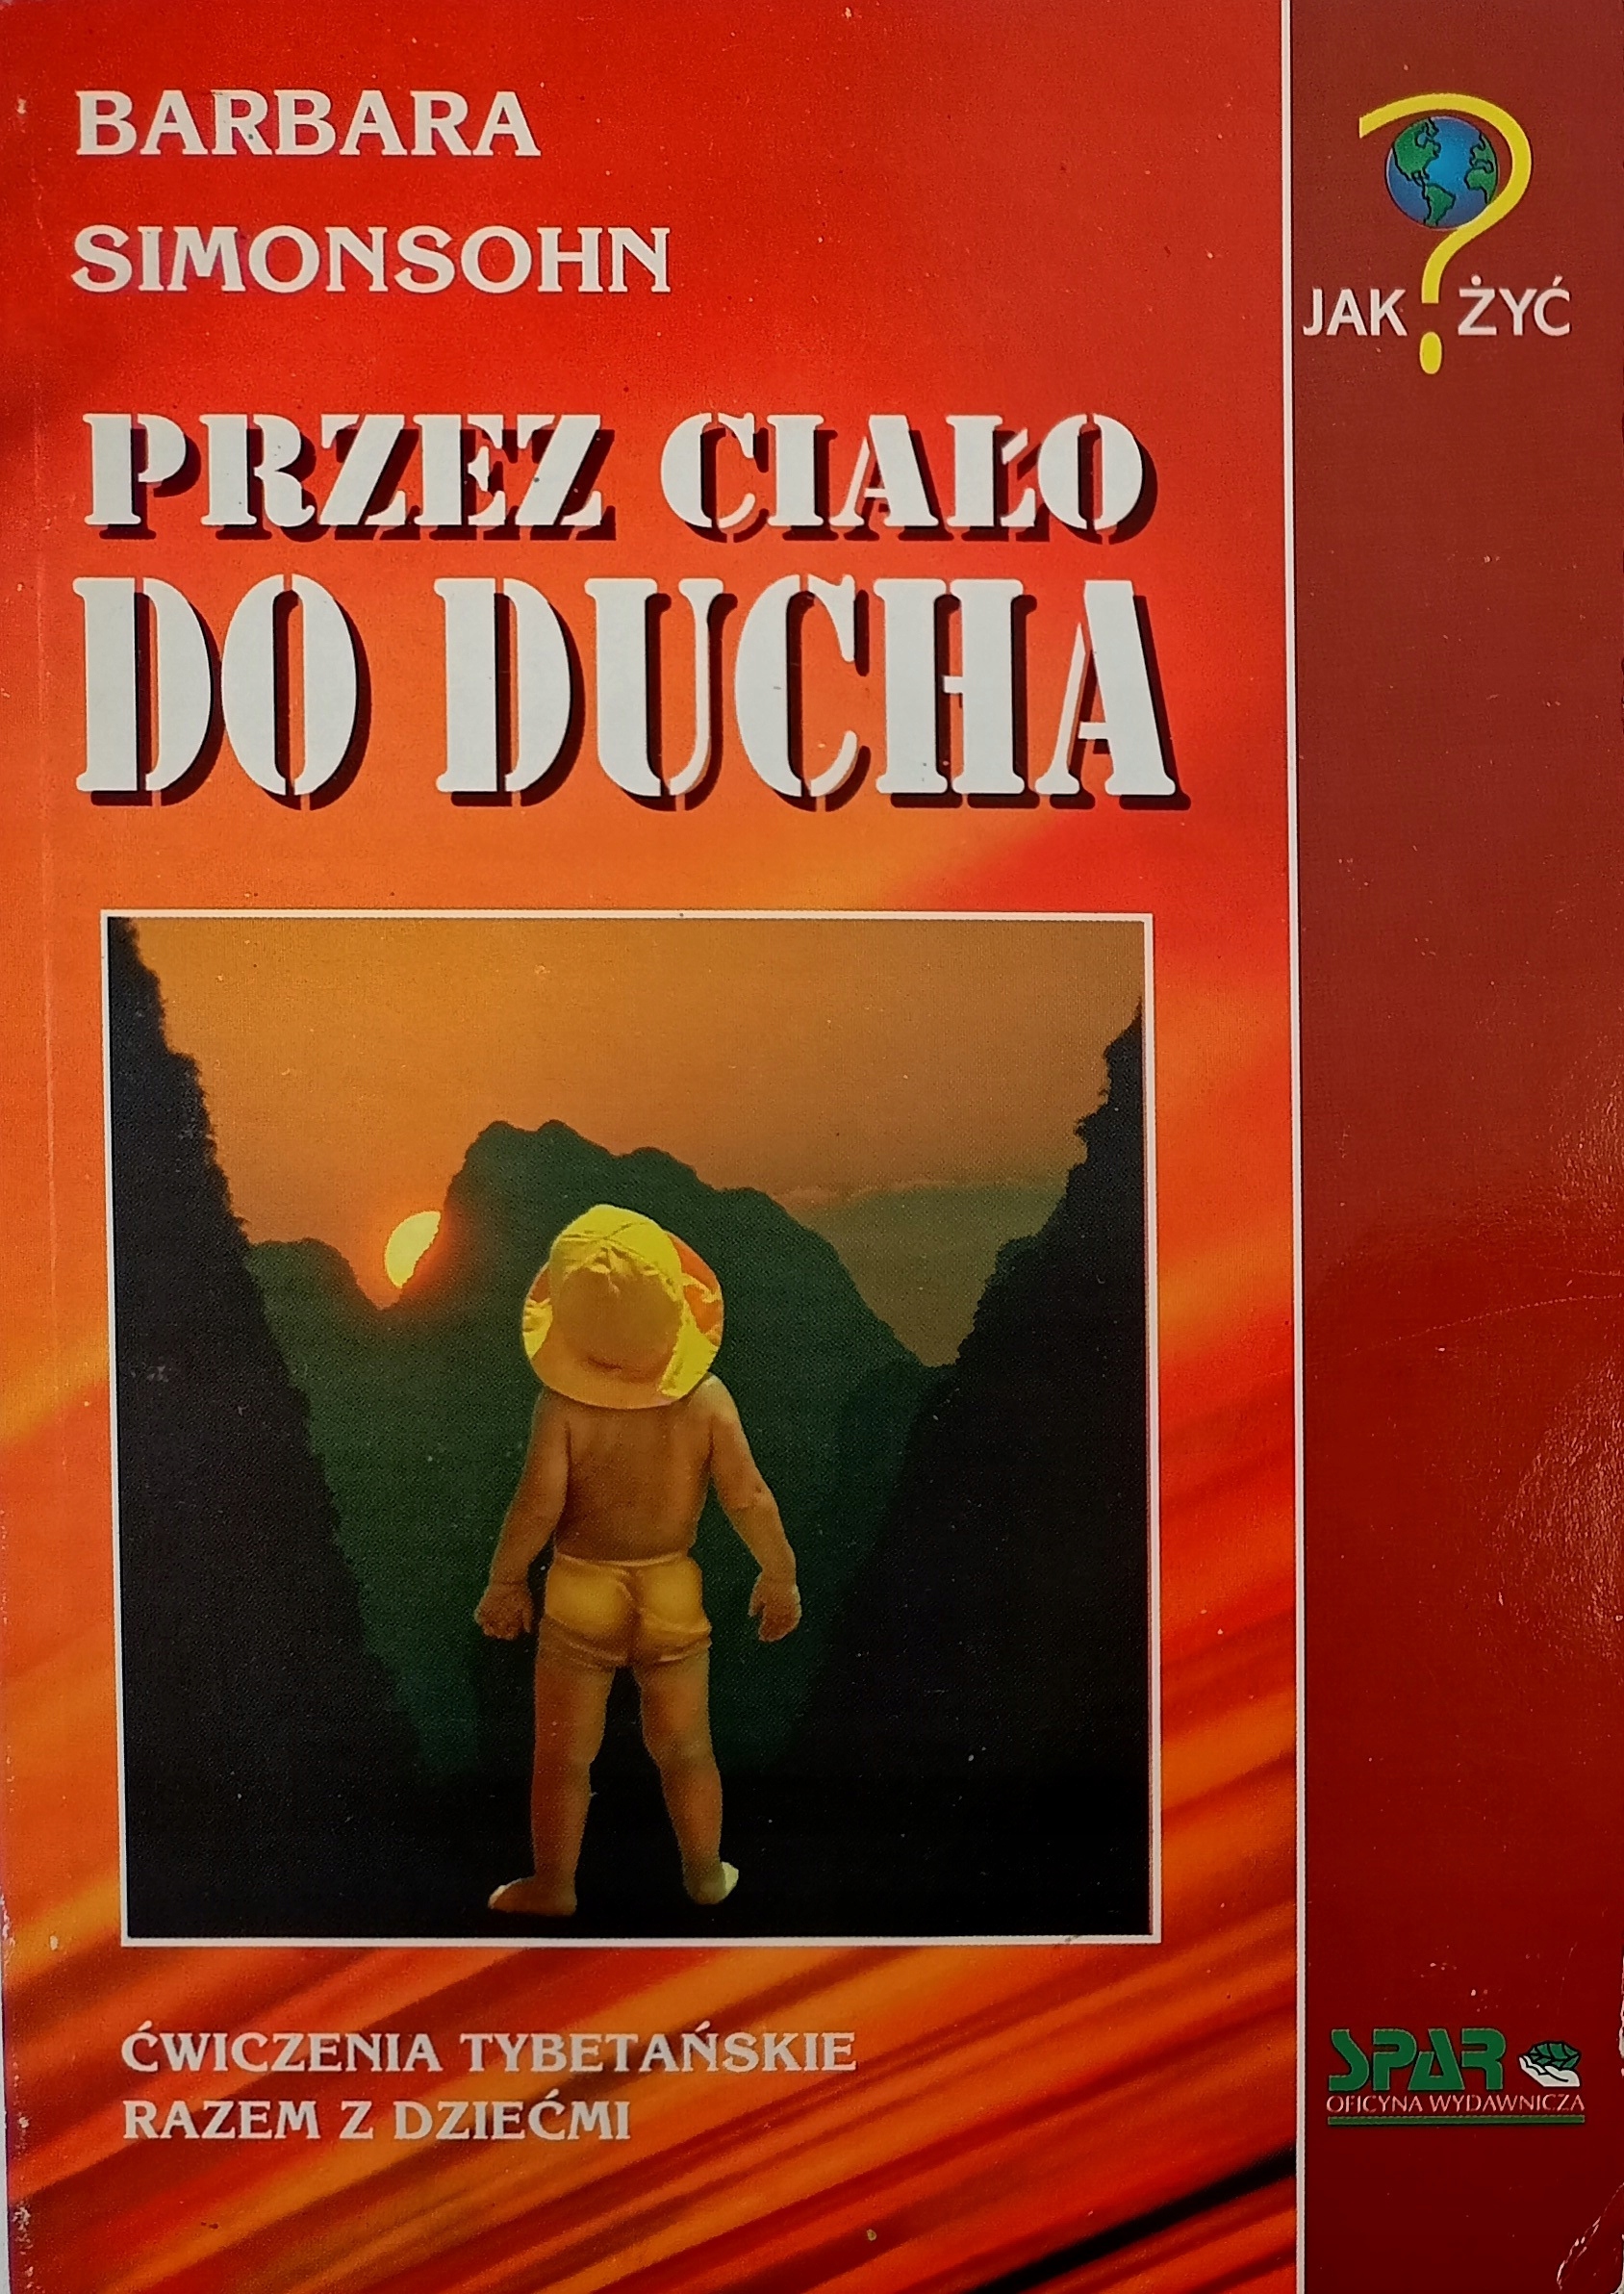 BARBARA
SIMONSOHN
JAK ? ŻYĆ
PRZEZ CIAŁO
DO DUCHA
ĆWICZENIA TYBETAŃSKIE
RAZEM Z DZIEĆMI
SPAR
OFICYNA WYDAWNICZA